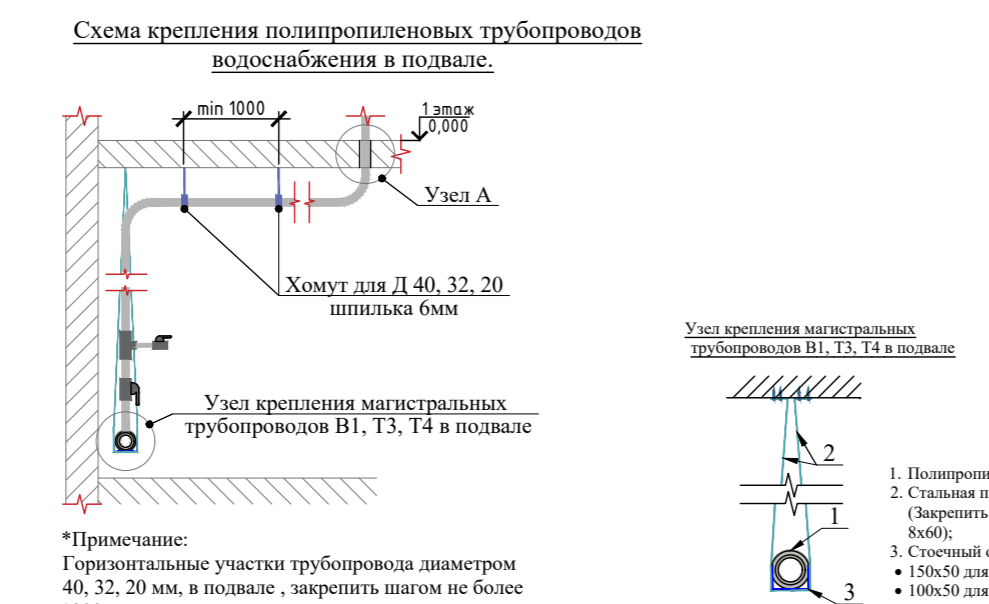 Схема крепления полипропиленовых трубопроводов
водоснабжения в подвале.
min 1000
1 этаж
0,000
Узел А
Хомут для Д 40, 32, 20
шпилька 6мм
Узел крепления магистральных
трубопроводов В1, Т3, Т4 в подвале
*Примечание:
Горизонтальные участки трубопровода диаметром
40, 32, 20 мм, в подвале , закрепить шагом не более
Узел крепления магистральных
трубопроводов В1, Т3, Т4 в подвале
2
1
3
1. Полипропи
2. Стальная п
(Закрепить
8х60);
3. Стоечный
• 150х50 для
• 100х50 для